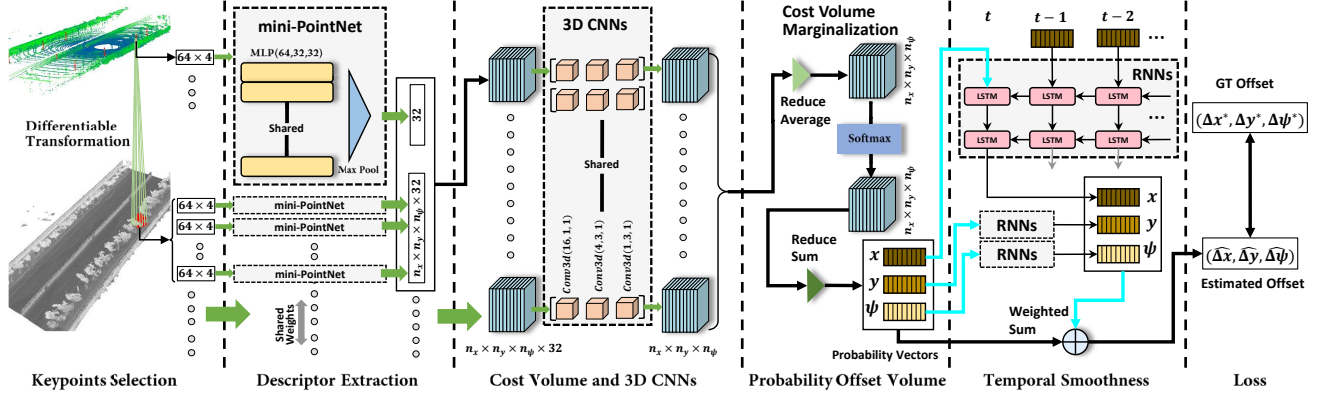 mini-PointNet
3D CNNs
Cost Volume
Marginalization
t
t − 1
t − 2
...
64 × 4
MLP(64,32,32)
Shared
Max Pool
32
Differentiable
Transformation
64 × 4
mini-PointNet
64 × 4
mini-PointNet
64 × 4
mini-PointNet
n_x × n_y × n_ψ × 32
Shared
Weights
Shared
Conv3d(16,1,1)
Conv3d(4,3,1)
Conv3d(1,3,1)
n_x × n_y × n_ψ × 32
n_x × n_y × n_ψ
Reduce
Average
n_x × n_y × n_ψ
Softmax
n_x × n_y × n_ψ
Reduce
Sum
x
y
ψ
Probability Vectors
RNNs
LSTM
LSTM
LSTM
...
LSTM
LSTM
LSTM
RNNs
RNNs
x
y
ψ
Weighted
Sum
GT Offset
(Δx*, Δy*, Δψ*)
(Δx̂, Δŷ, Δψ̂)
Estimated Offset
Keypoints Selection
Descriptor Extraction
Cost Volume and 3D CNNs
Probability Offset Volume
Temporal Smoothness
Loss